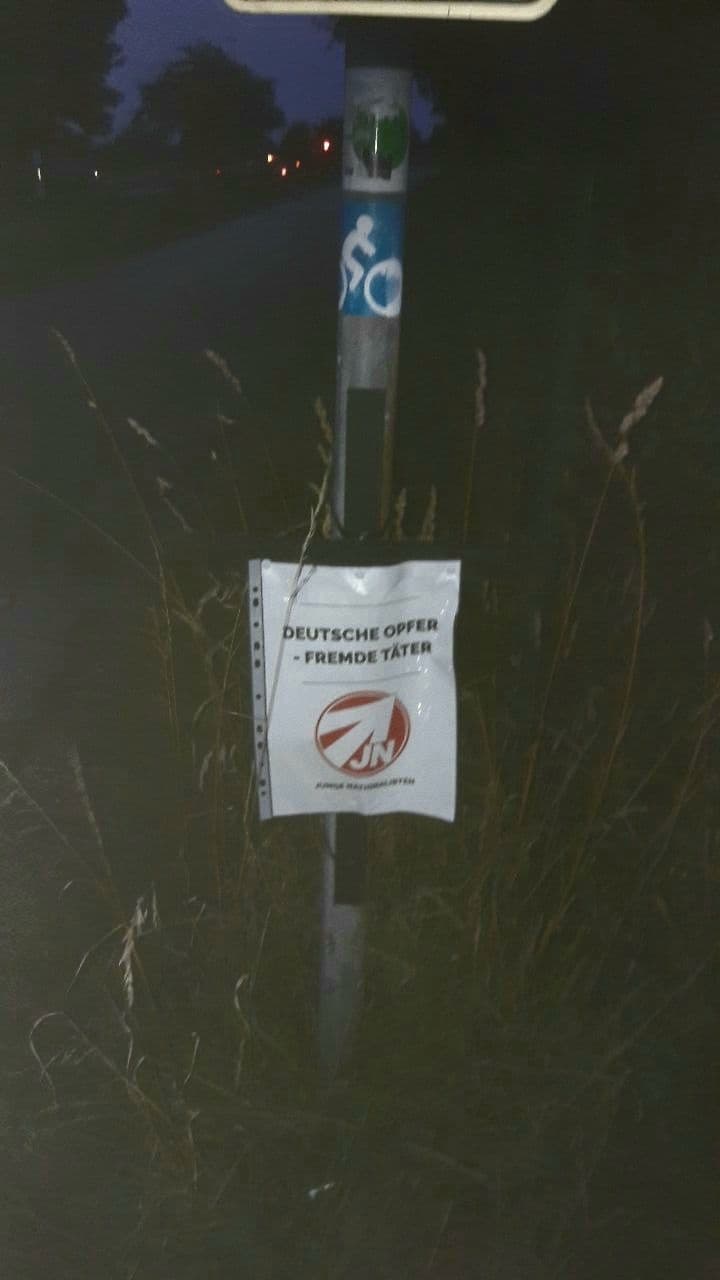 DEUTSCHE OPFER
- FREMDE TÄTER
JN
JUNGE NATIONALISTEN